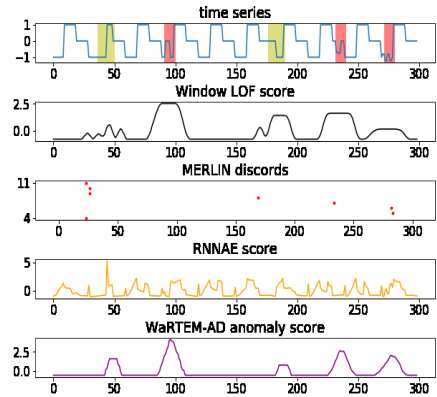 time series
1
0
−1
0 50 100 150 200 250 300
Window LOF score
2.5
0.0
0 50 100 150 200 250 300
MERLIN discords
11
4
0 50 100 150 200 250 300
RNNAE score
5
0
0 50 100 150 200 250 300
WaRTEM-AD anomaly score
2.5
0.0
0 50 100 150 200 250 300